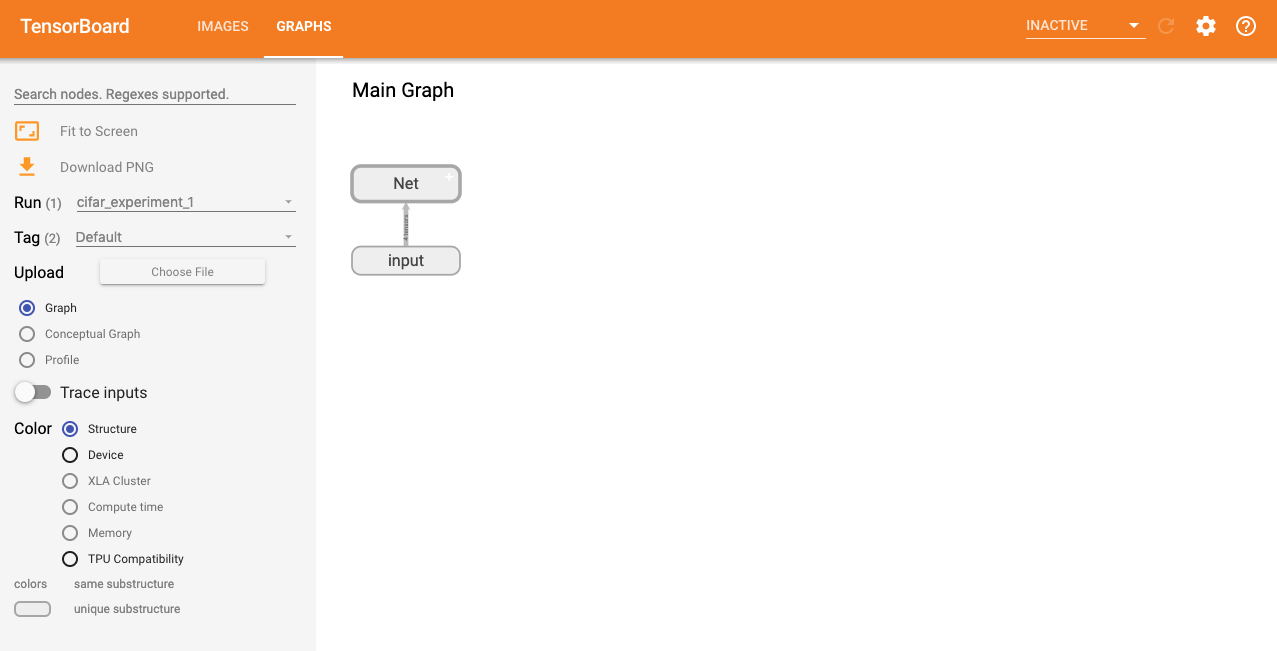 TensorBoard IMAGES GRAPHS INACTIVE
Search nodes. Regexes supported.
Fit to Screen
Download PNG
Run (1) cifar_experiment_1
Tag (2) Default
Upload Choose File
Graph
Conceptual Graph
Profile
Trace inputs
Color Structure
Device
XLA Cluster
Compute time
Memory
TPU Compatibility
colors same substructure
unique substructure
Main Graph
Net
input